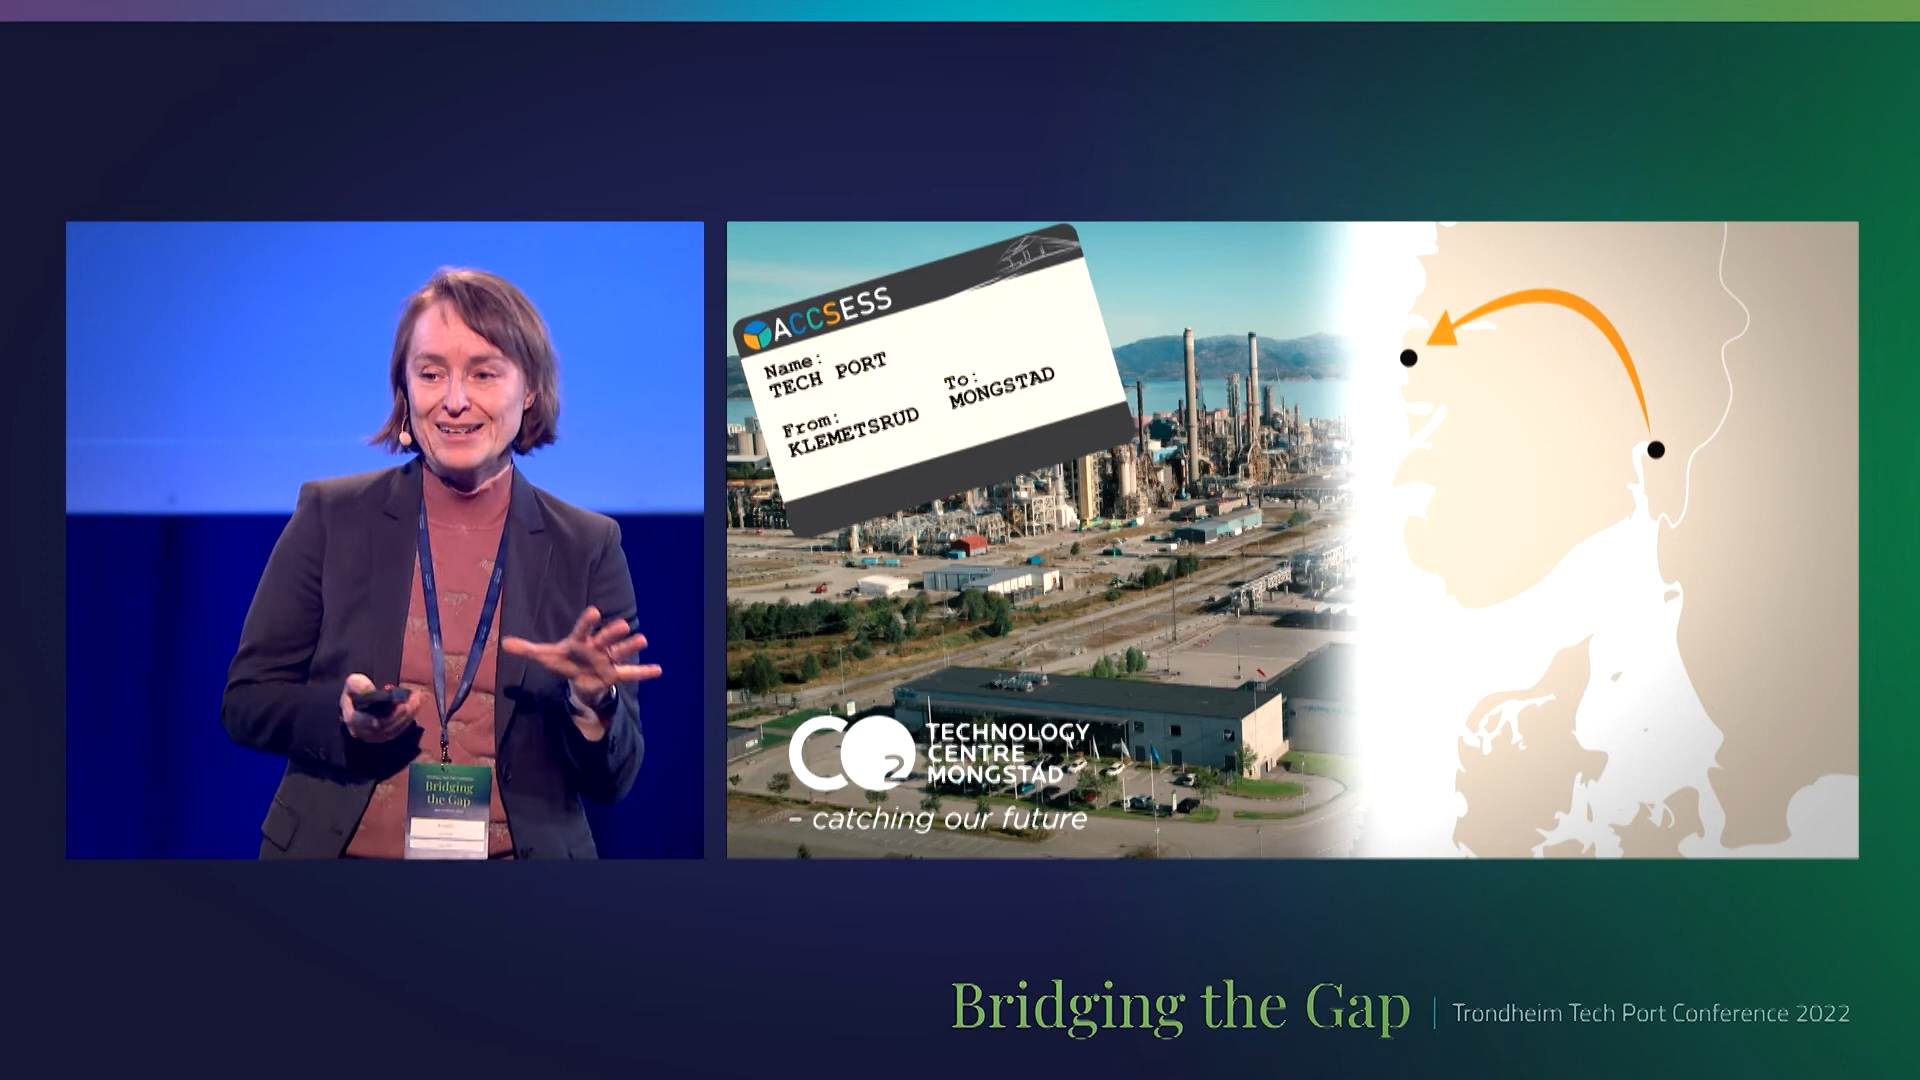 ACCSESS
Name:
TECH PORT
From:
KLEMETSRUD
To:
MONGSTAD
CO2 TECHNOLOGY
CENTRE
MONGSTAD
– catching our future
Bridging
the Gap
Bridging the Gap | Trondheim Tech Port Conference 2022